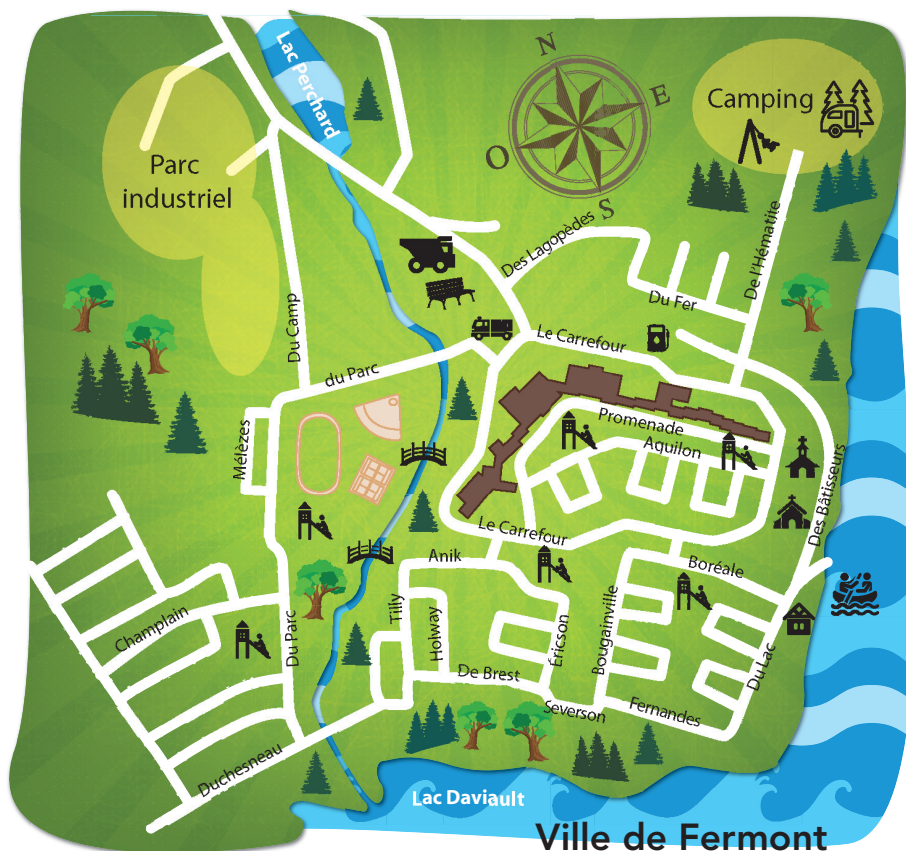 Lac Perchard
N
E
O
S
Camping
Parc
industriel
Des Lagopèdes
De l'Hématite
Du Fer
Du Camp
Le Carrefour
du Parc
Promenade
Aquilon
Mélèzes
Des Bâtisseurs
Le Carrefour
Anik
Boréale
Champlain
Tilly
Holway
Éricson
Bougainville
Du Parc
De Brest
Du Lac
Severson
Fernandes
Duchesneau
Lac Daviault
Ville de Fermont